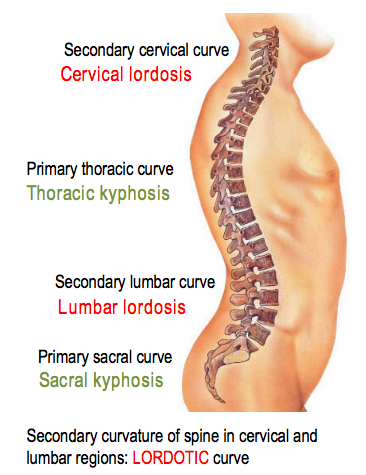 Secondary cervical curve
Cervical lordosis
Primary thoracic curve
Thoracic kyphosis
Secondary lumbar curve
Lumbar lordosis
Primary sacral curve
Sacral kyphosis
Secondary curvature of spine in cervical and
lumbar regions: LORDOTIC curve